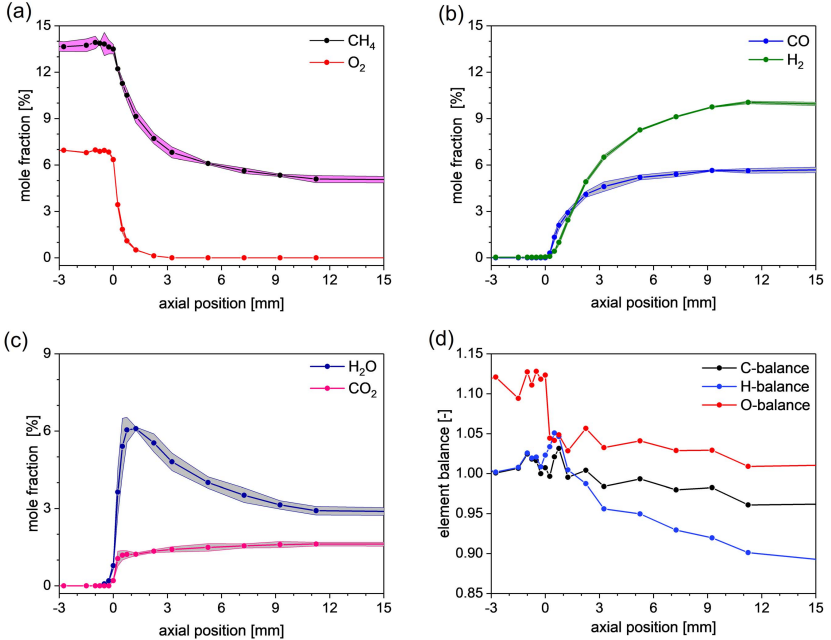 (a)
15
12
9
6
3
0
mole fraction [%]
CH₄
O₂
-3 0 3 6 9 12 15
axial position [mm]
(b)
15
12
9
6
3
0
mole fraction [%]
CO
H₂
-3 0 3 6 9 12 15
axial position [mm]
(c)
9
6
3
0
mole fraction [%]
H₂O
CO₂
-3 0 3 6 9 12 15
axial position [mm]
(d)
1.15
1.10
1.05
1.00
0.95
0.90
0.85
element balance [-]
C-balance
H-balance
O-balance
-3 0 3 6 9 12 15
axial position [mm]